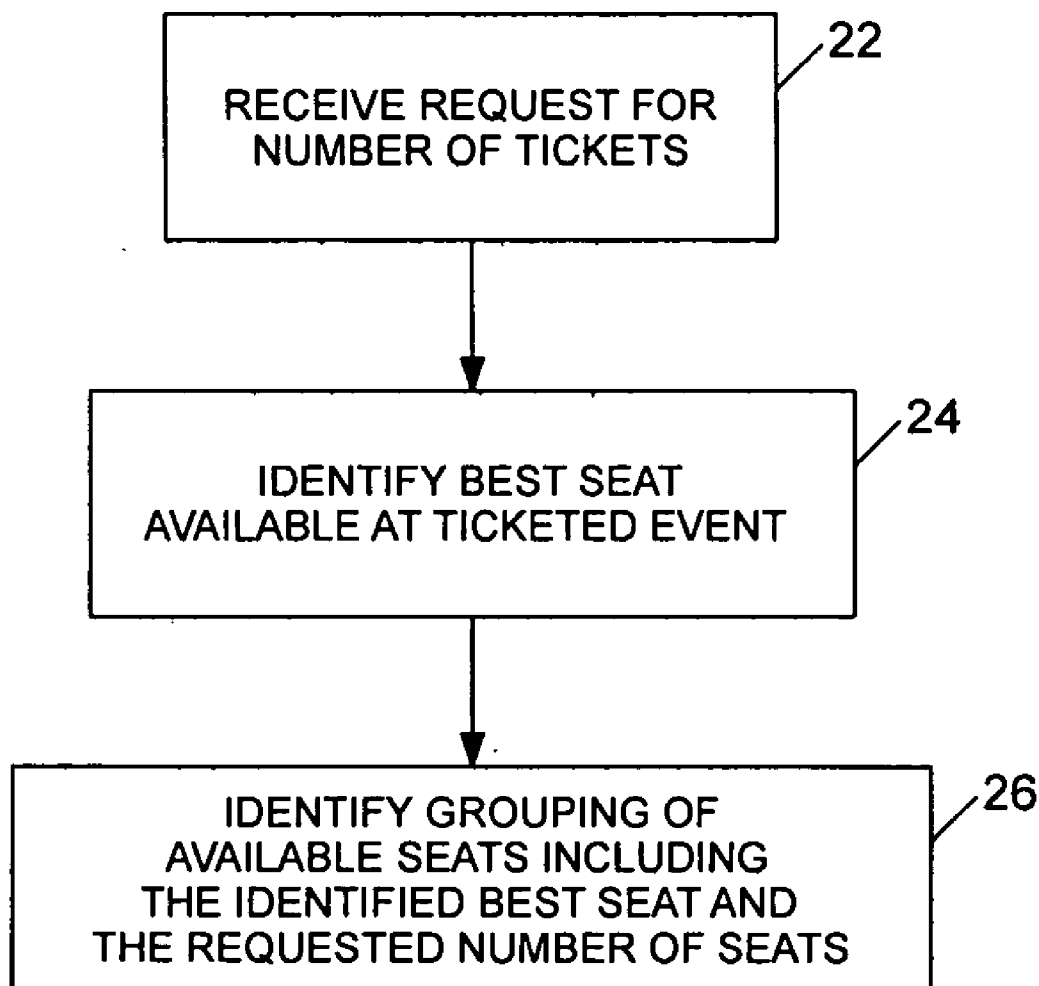 22
RECEIVE REQUEST FOR
NUMBER OF TICKETS
24
IDENTIFY BEST SEAT
AVAILABLE AT TICKETED EVENT
26
IDENTIFY GROUPING OF
AVAILABLE SEATS INCLUDING
THE IDENTIFIED BEST SEAT AND
THE REQUESTED NUMBER OF SEATS